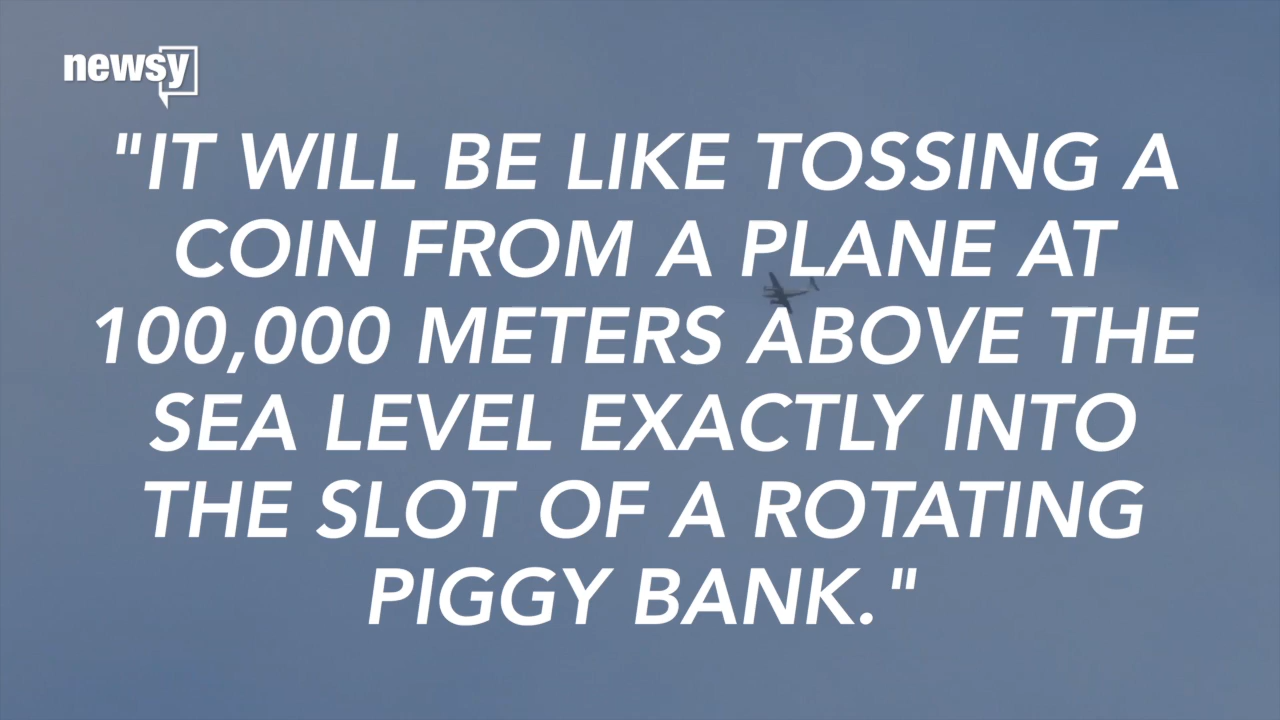 newsy
"IT WILL BE LIKE TOSSING A
COIN FROM A PLANE AT
100,000 METERS ABOVE THE
SEA LEVEL EXACTLY INTO
THE SLOT OF A ROTATING
PIGGY BANK."